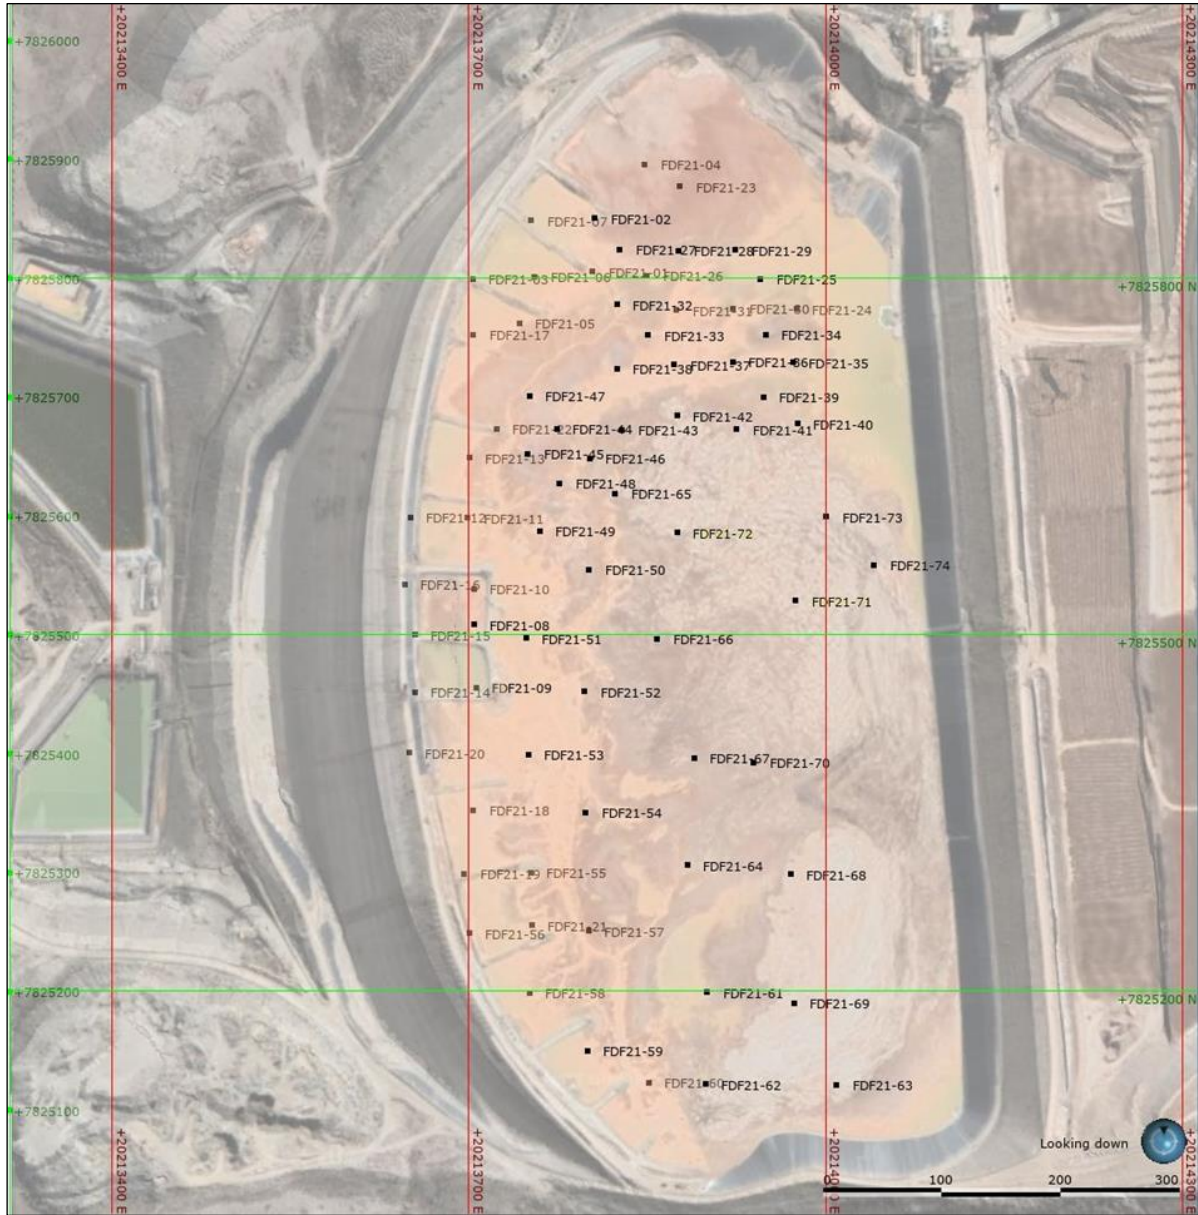 +20213400 E
+20213700 E
+20214000 E
+20214300 E
+7826000
+7825900
FDF21-04
FDF21-23
FDF21-07
FDF21-02
FDF21-27
FDF21-28
FDF21-29
+7825800
FDF21-03
FDF21-06
FDF21-01
FDF21-26
FDF21-25
+7825800 N
FDF21-32
FDF21-31
FDF21-30
FDF21-24
FDF21-05
FDF21-17
FDF21-33
FDF21-34
FDF21-38
FDF21-37
FDF21-36
FDF21-35
+7825700
FDF21-47
FDF21-39
FDF21-42
FDF21-40
FDF21-22
FDF21-44
FDF21-43
FDF21-41
FDF21-13
FDF21-45
FDF21-46
FDF21-48
FDF21-65
+7825600
FDF21-12
FDF21-11
FDF21-73
FDF21-49
FDF21-72
FDF21-50
FDF21-74
FDF21-16
FDF21-10
FDF21-71
FDF21-08
+7825500
FDF21-15
FDF21-51
FDF21-66
+7825500 N
FDF21-14
FDF21-09
FDF21-52
+7825400
FDF21-20
FDF21-53
FDF21-67
FDF21-70
FDF21-18
FDF21-54
FDF21-64
+7825300
FDF21-19
FDF21-55
FDF21-68
FDF21-56
FDF21-21
FDF21-57
+7825200
FDF21-58
FDF21-61
FDF21-69
+7825200 N
FDF21-59
FDF21-60
FDF21-62
FDF21-63
+7825100
Looking down
+20213400 E
+20213700 E
+20214000 E
+20214300 E
0
100
200
300